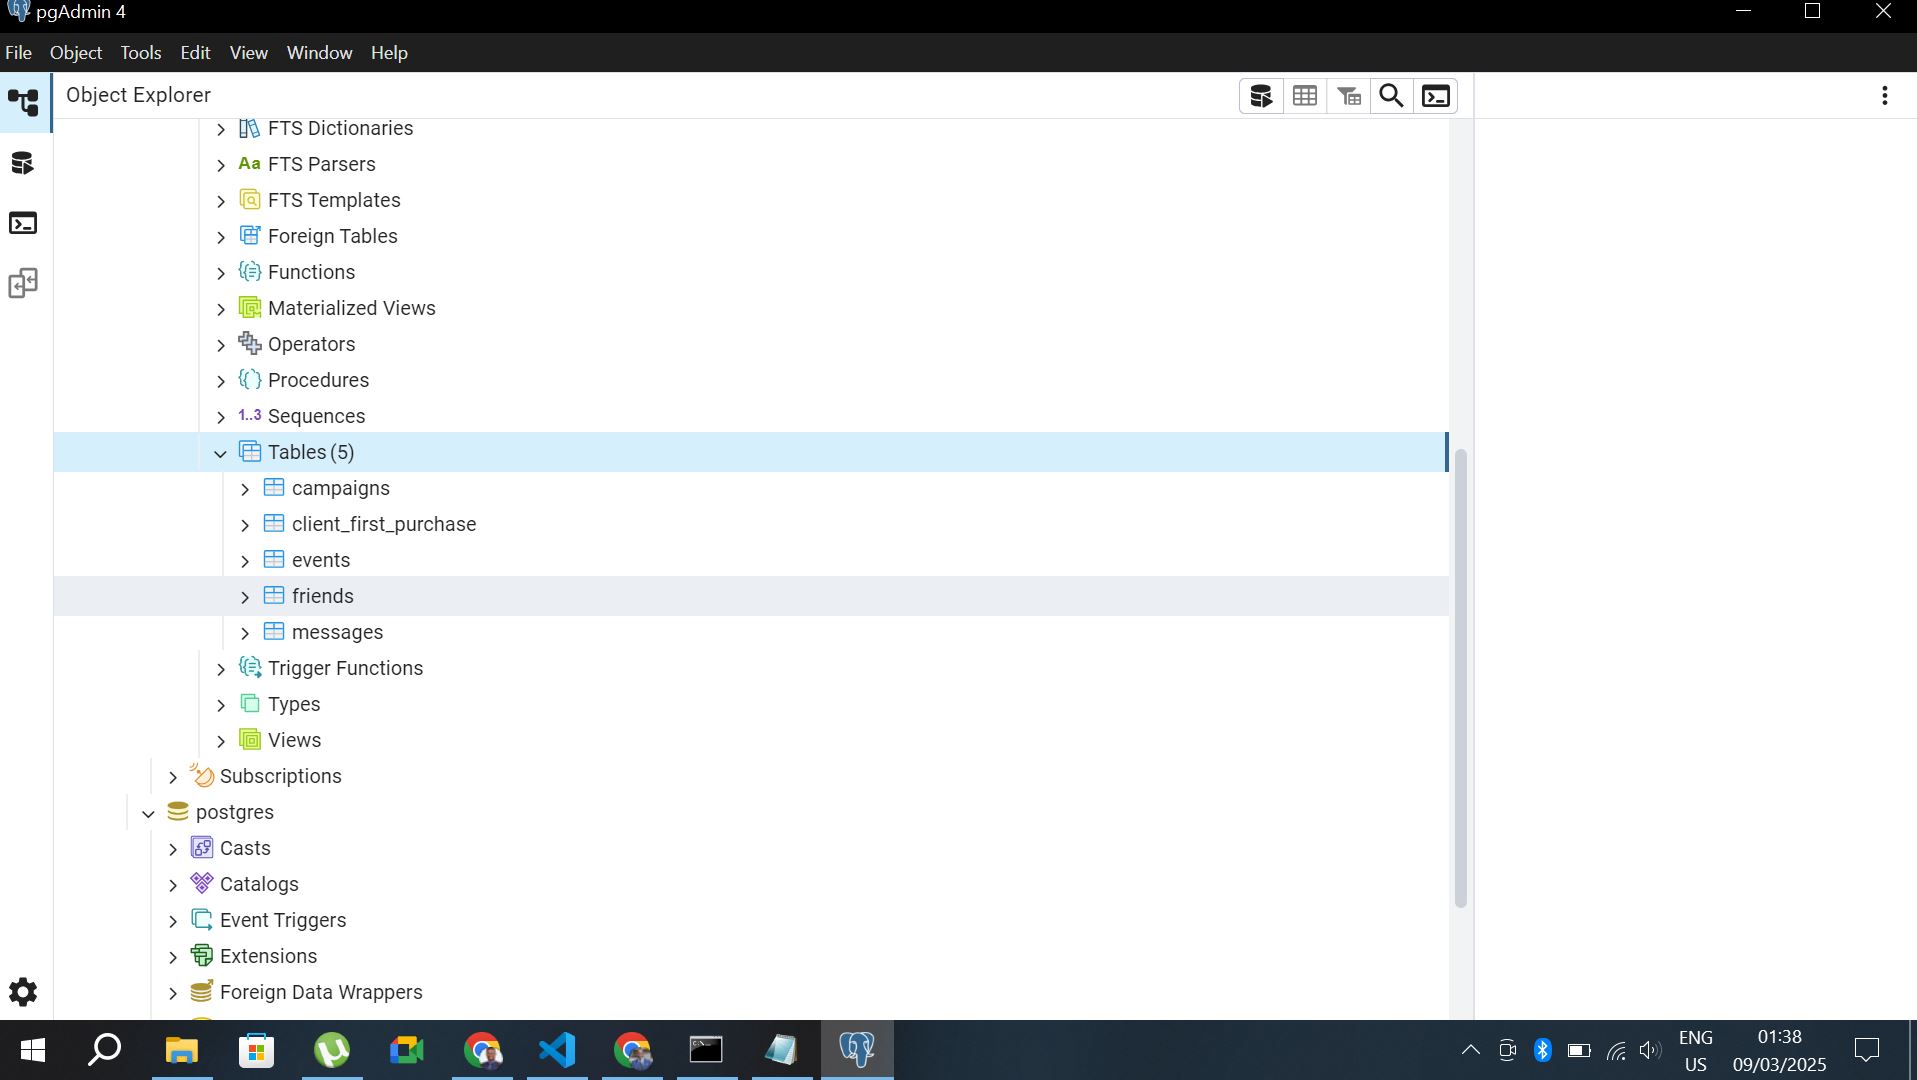 pgAdmin 4
File Object Tools Edit View Window Help
Object Explorer
FTS Dictionaries
Aa FTS Parsers
FTS Templates
Foreign Tables
Functions
Materialized Views
Operators
Procedures
1..3 Sequences
Tables (5)
campaigns
client_first_purchase
events
friends
messages
Trigger Functions
Types
Views
Subscriptions
postgres
Casts
Catalogs
Event Triggers
Extensions
Foreign Data Wrappers
ENG
US
01:38
09/03/2025